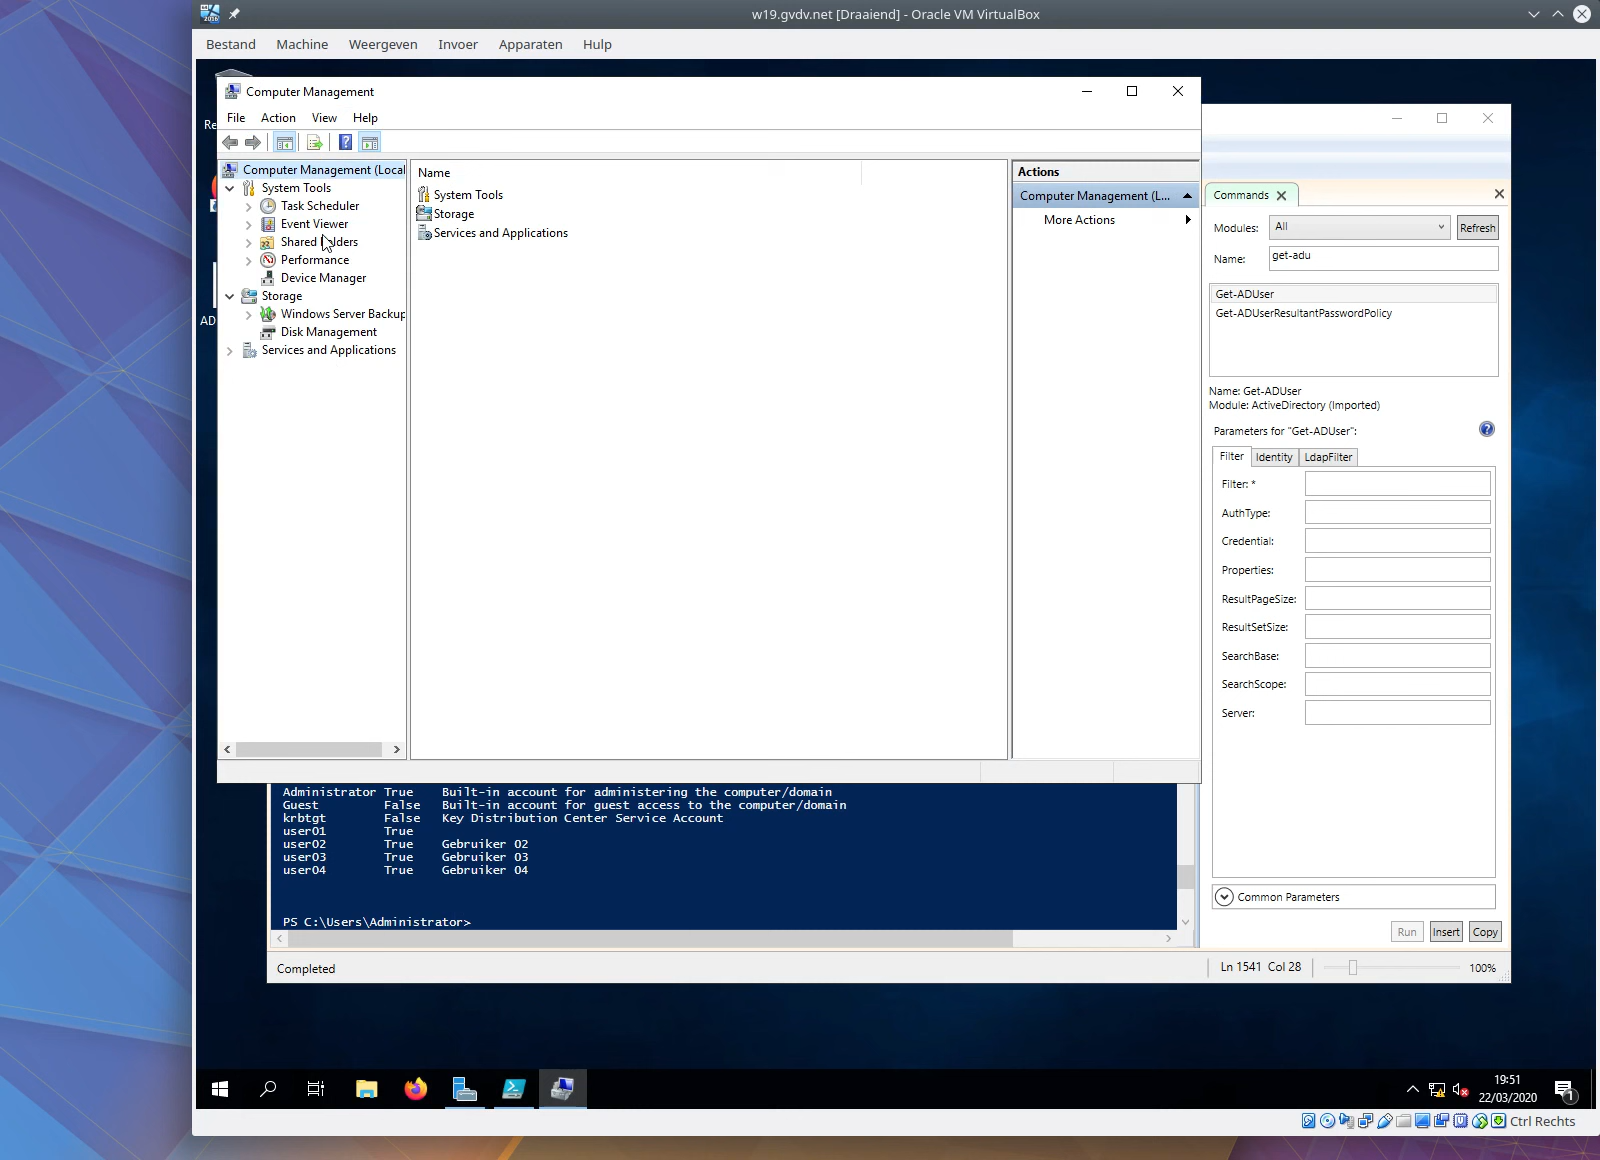 w19.gvdv.net [Draaiend] - Oracle VM VirtualBox
Bestand Machine Weergeven Invoer Apparaten Hulp
Re
AD
Computer Management
File Action View Help
Computer Management (Local
System Tools
Task Scheduler
Event Viewer
Shared Folders
Performance
Device Manager
Storage
Windows Server Backup
Disk Management
Services and Applications
Name
System Tools
Storage
Services and Applications
Actions
Computer Management (L...
More Actions
Commands
Modules: All Refresh
Name: get-adu
Get-ADUser
Get-ADUserResultantPasswordPolicy
Name: Get-ADUser
Module: ActiveDirectory (Imported)
Parameters for "Get-ADUser":
Filter Identity LdapFilter
Filter: *
AuthType:
Credential:
Properties:
ResultPageSize:
ResultSetSize:
SearchBase:
SearchScope:
Server:
Common Parameters
Run Insert Copy
Administrator True Built-in account for administering the computer/domain
Guest False Built-in account for guest access to the computer/domain
krbtgt False Key Distribution Center Service Account
user01 True
user02 True Gebruiker 02
user03 True Gebruiker 03
user04 True Gebruiker 04
PS C:\Users\Administrator>
Completed
Ln 1541 Col 28
100%
19:51
22/03/2020
1
Ctrl Rechts